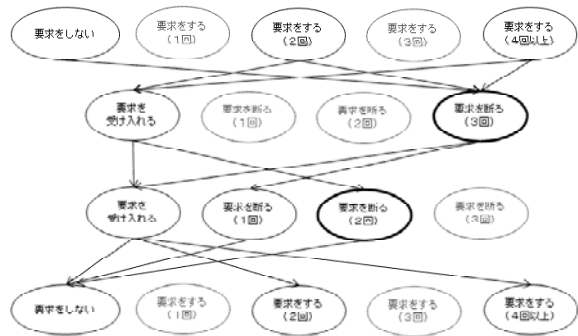 要求をしない
要求をする
(1回)
要求をする
(2回)
要求をする
(3回)
要求をする
(4回以上)
要求を
受け入れる
要求を断る
(1回)
要求を断る
(2回)
要求を断る
(3回)
要求を
受け入れる
要求を断る
(1回)
要求を断る
(2回)
要求を断る
(3回)
要求をしない
要求をする
(1回)
要求をする
(2回)
要求をする
(3回)
要求をする
(4回以上)